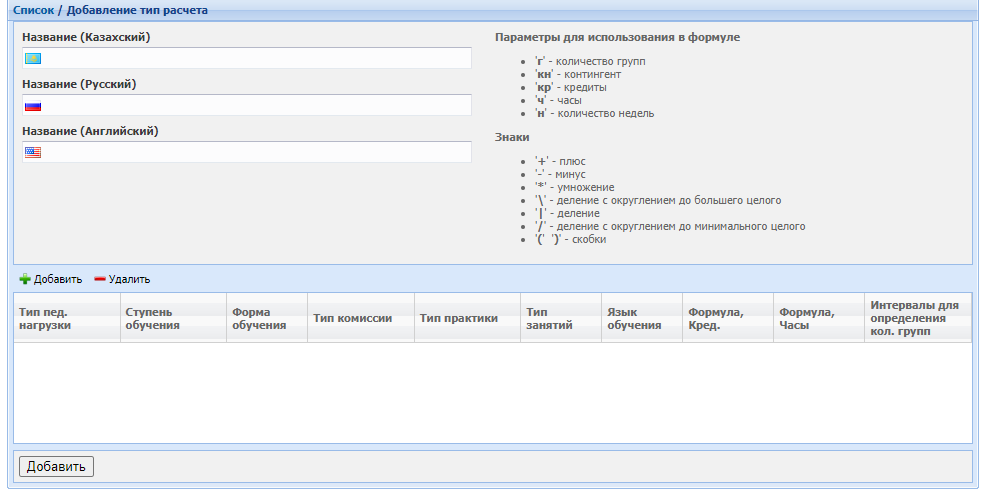 Список / Добавление тип расчета
Название (Казахский)
Название (Русский)
Название (Английский)
Параметры для использования в формуле
'г' - количество групп
'кн' - контингент
'кр' - кредиты
'ч' - часы
'н' - количество недель
Знаки
'+' - плюс
'-' - минус
'*' - умножение
'\' - деление с округлением до большего целого
'|' - деление
'/' - деление с округлением до минимального целого
'(' ')' - скобки
Добавить Удалить
Тип пед. нагрузки
Ступень обучения
Форма обучения
Тип комиссии
Тип практики
Тип занятий
Язык обучения
Формула, Кред.
Формула, Часы
Интервалы для определения кол. групп
Добавить